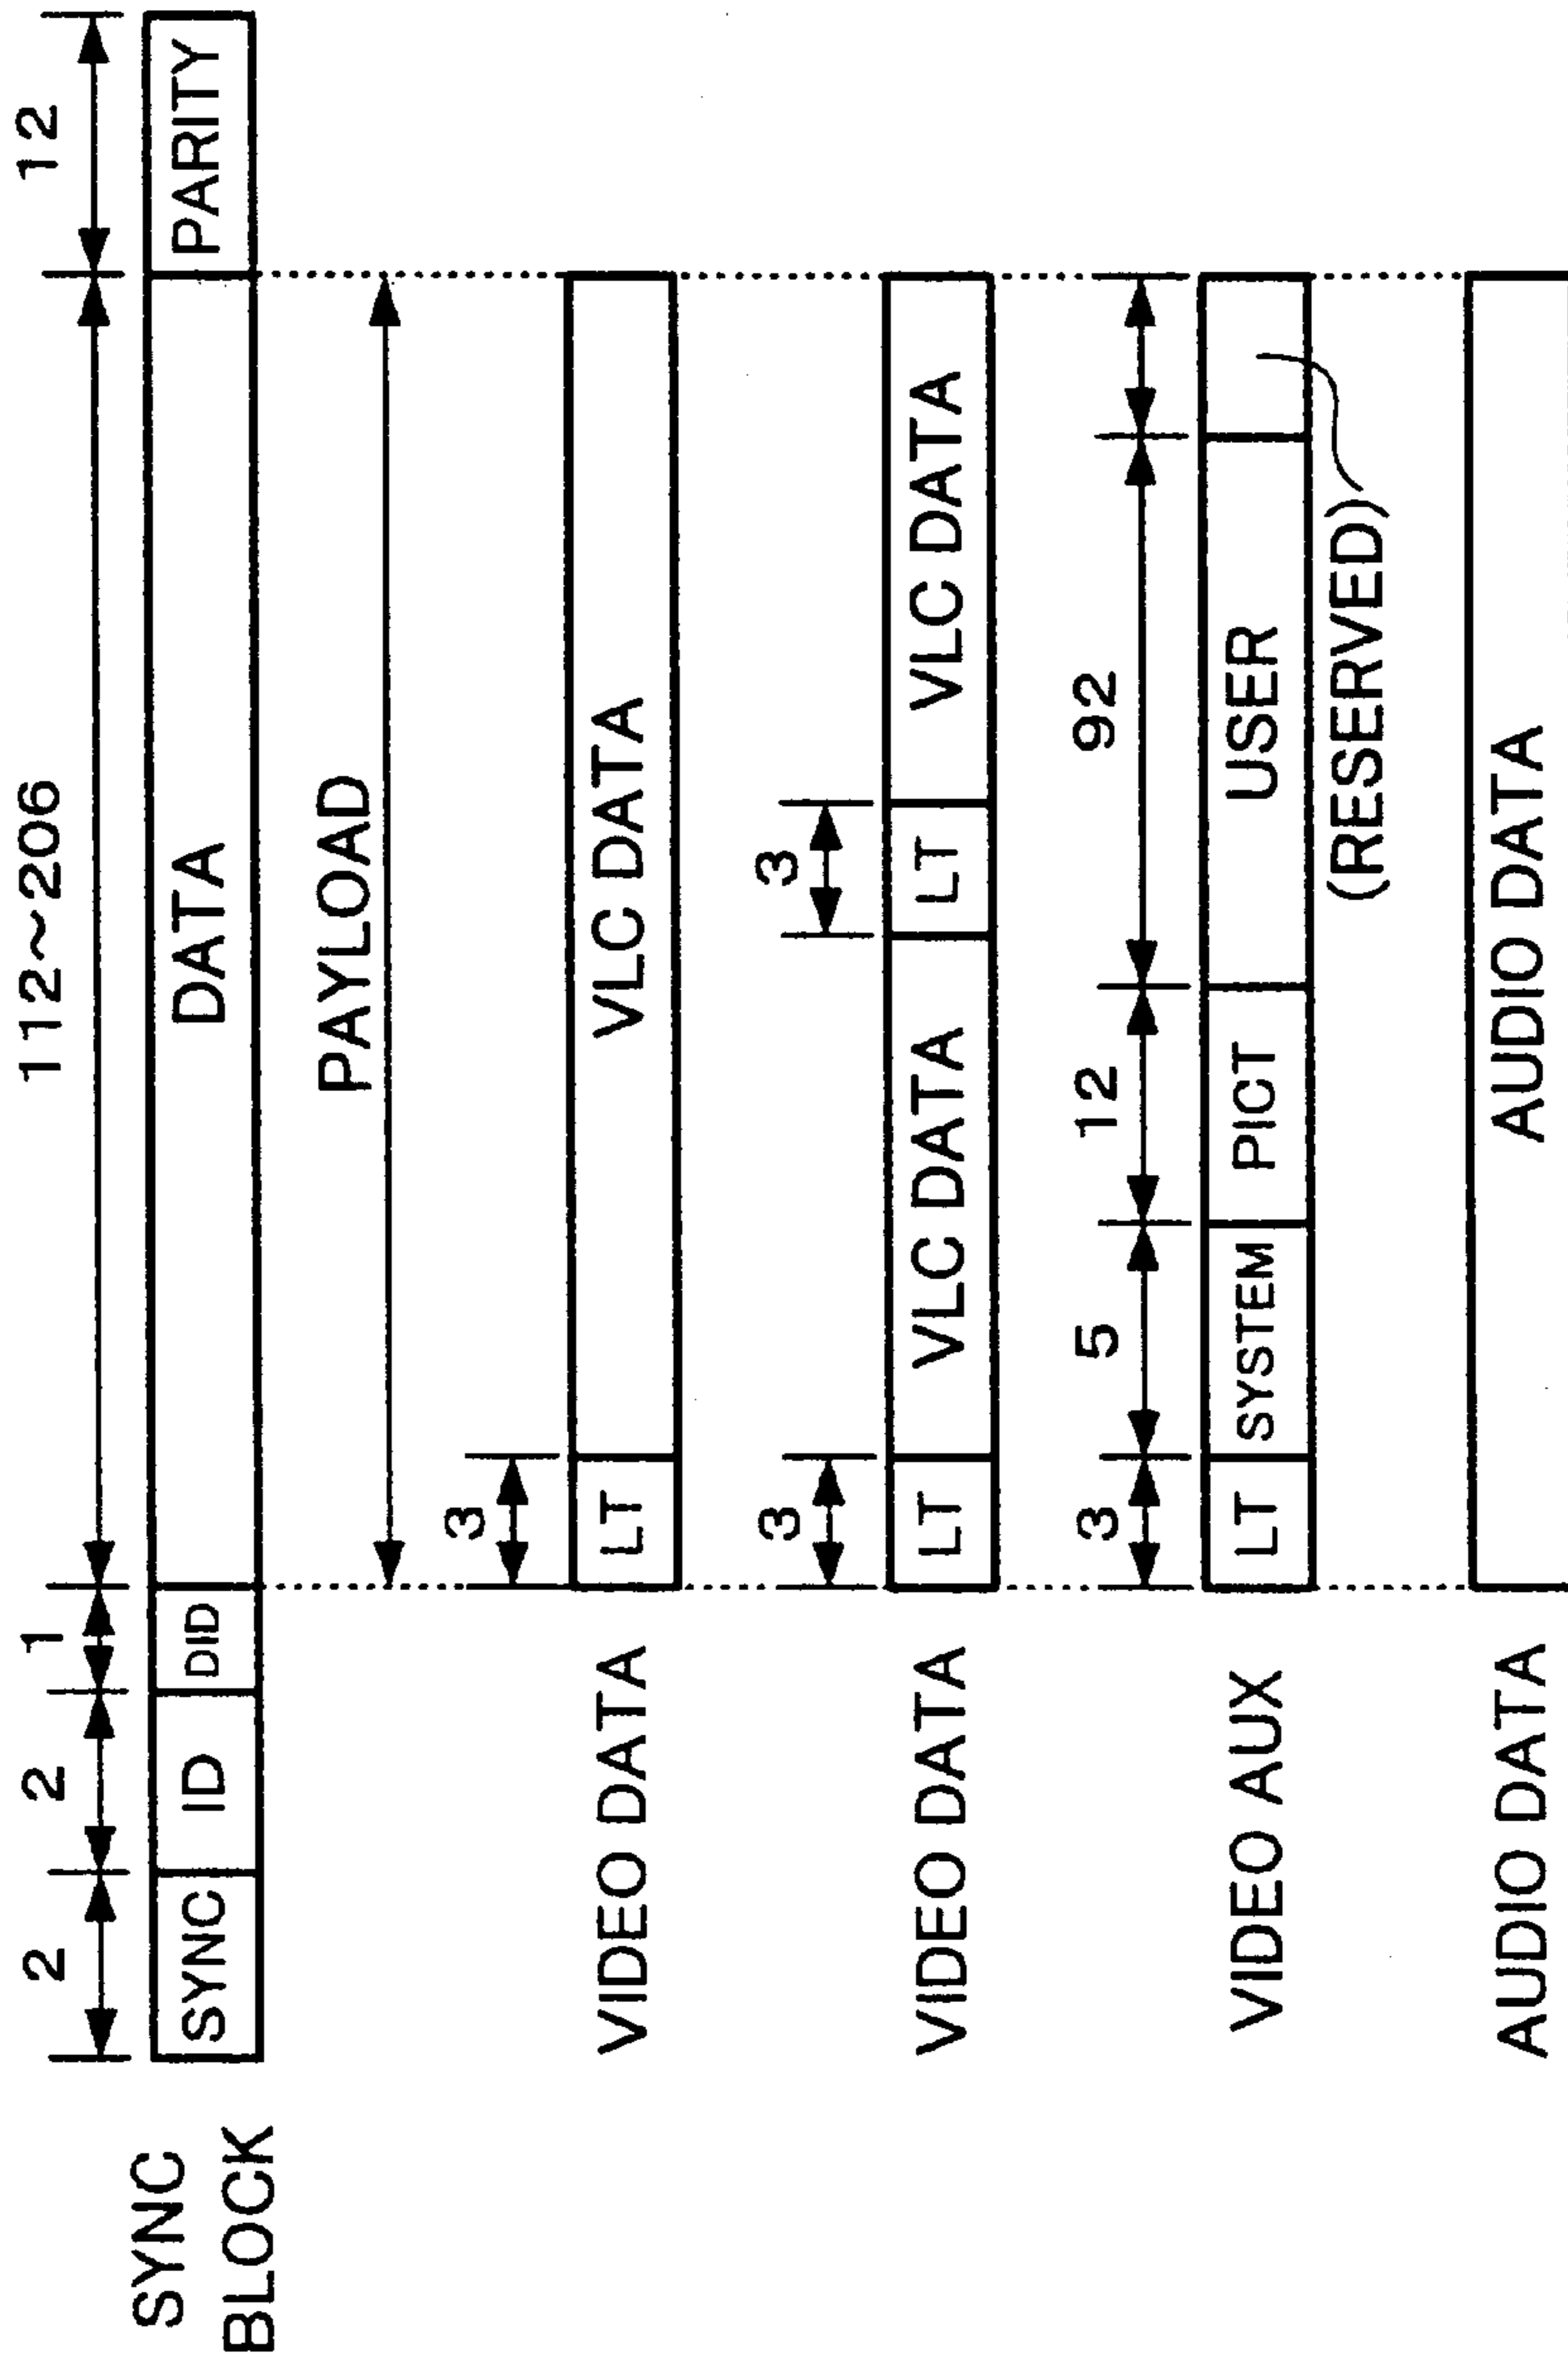 2 2 1 112~206 12
SYNC
BLOCK
SYNC ID DID DATA PARITY
PAYLOAD
3
VIDEO DATA LT VLC DATA
3 3
VIDEO DATA LT VLC DATA LT VLC DATA
3 5 12 92
VIDEO AUX LT SYSTEM PICT USER
(RESERVED)
AUDIO DATA AUDIO DATA